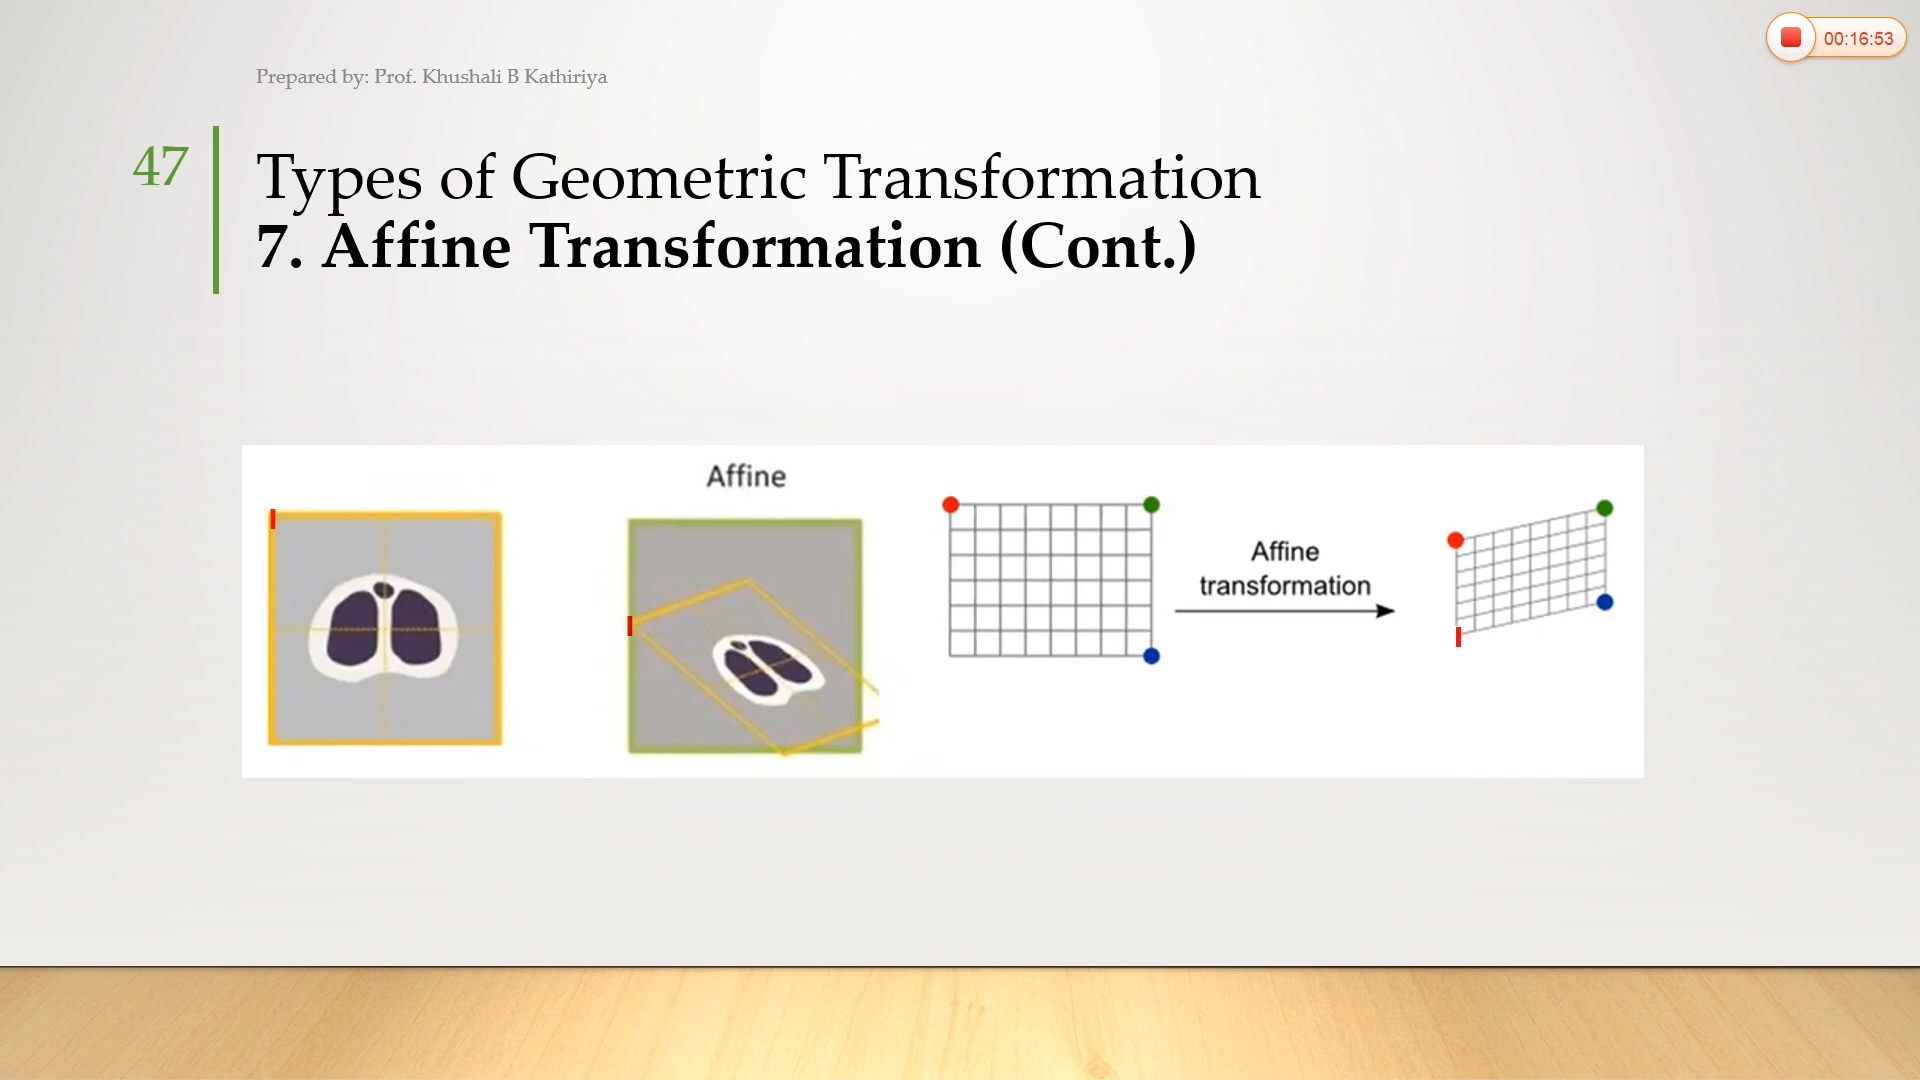 00:16:53
Prepared by: Prof. Khushali B Kathiriya
47
Types of Geometric Transformation
7. Affine Transformation (Cont.)
Affine
Affine
transformation